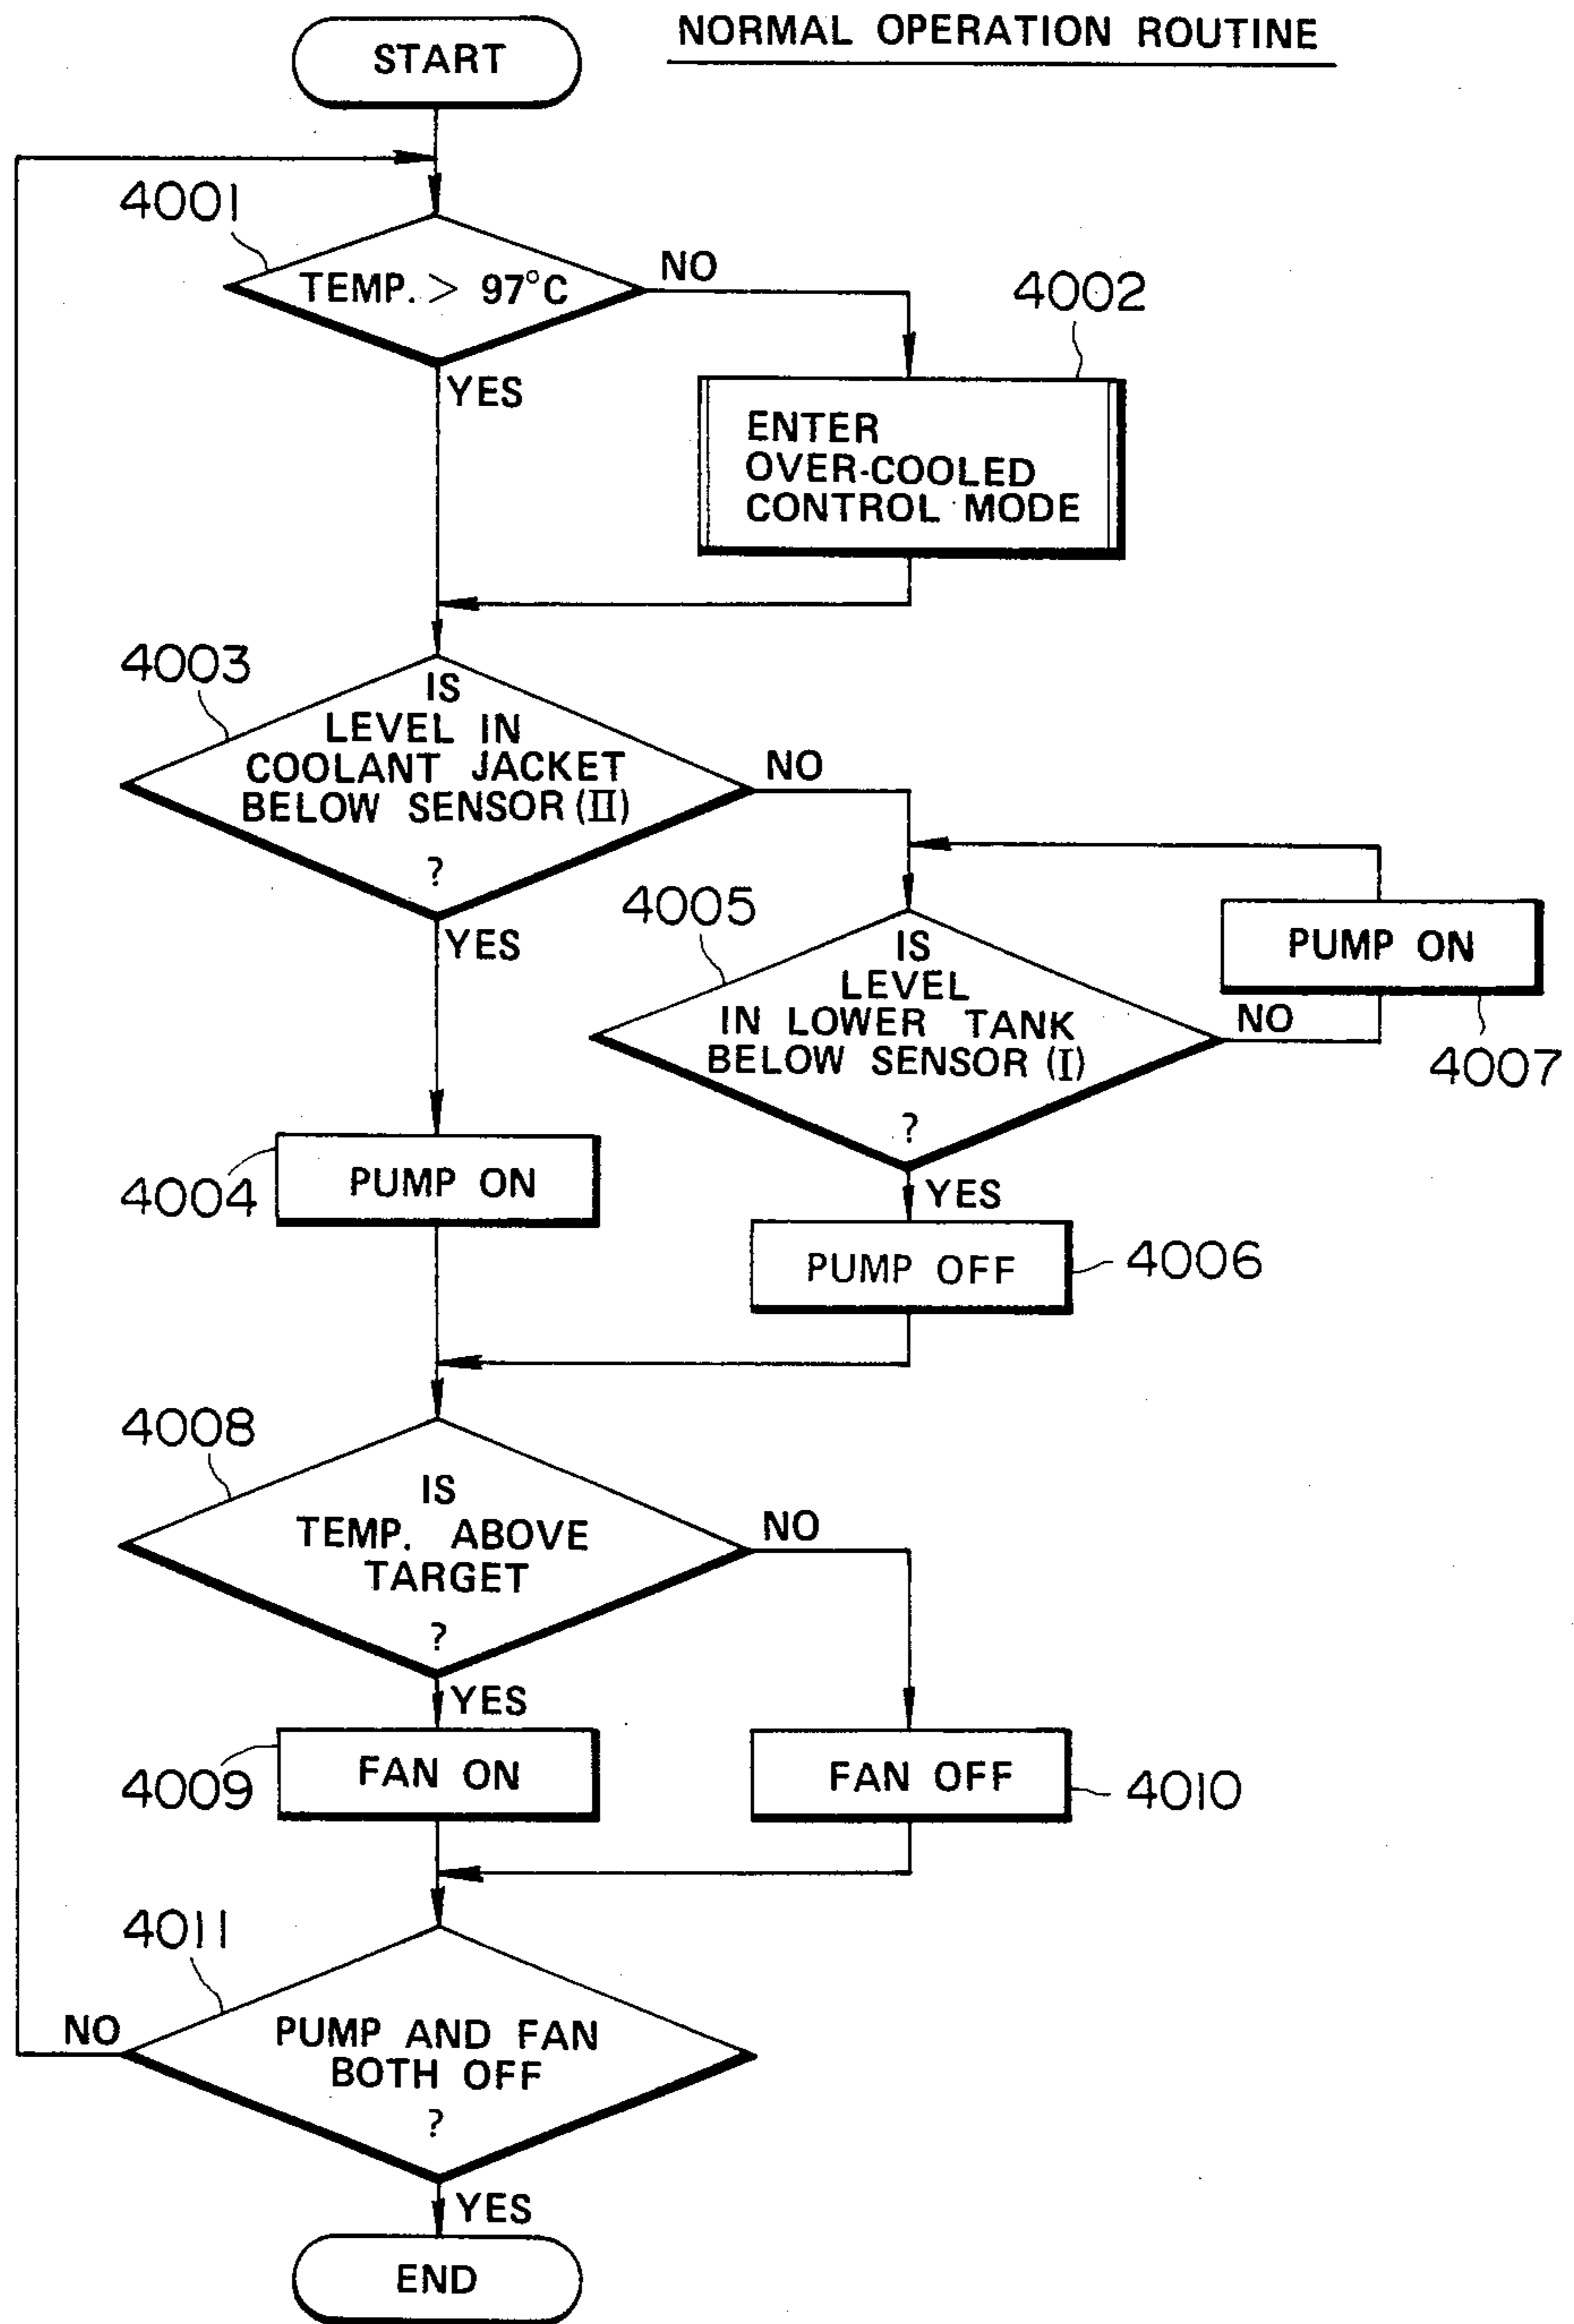 NORMAL OPERATION ROUTINE
START
4001
TEMP. > 97°C
NO
YES
4002
ENTER
OVER-COOLED
CONTROL MODE
4003
IS
LEVEL IN
COOLANT JACKET
BELOW SENSOR (II)
?
NO
YES
4005
IS
LEVEL
IN LOWER TANK
BELOW SENSOR (I)
?
NO
PUMP ON
4007
YES
4004
PUMP ON
PUMP OFF
4006
4008
IS
TEMP. ABOVE
TARGET
?
NO
YES
4009
FAN ON
FAN OFF
4010
4011
PUMP AND FAN
BOTH OFF
?
NO
YES
END